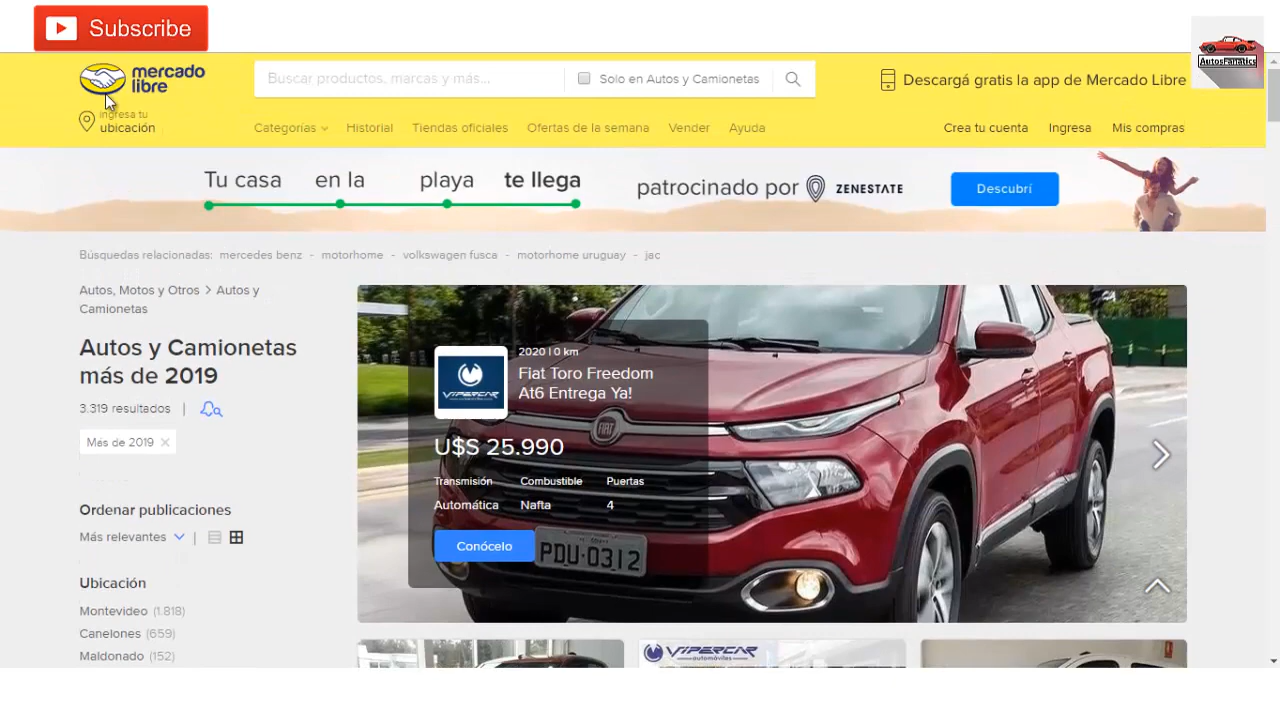 Subscribe
AutosFanatics
mercado
libre
Buscar productos, marcas y más...
Solo en Autos y Camionetas
Descargá gratis la app de Mercado Libre
Ingresa tu
ubicación
Categorías
Historial
Tiendas oficiales
Ofertas de la semana
Vender
Ayuda
Crea tu cuenta
Ingresa
Mis compras
Tu casa en la playa te llega
patrocinado por ZENESTATE
Descubrí
Búsquedas relacionadas: mercedes benz - motorhome - volkswagen fusca - motorhome uruguay - jac
Autos, Motos y Otros > Autos y
Camionetas
Autos y Camionetas
más de 2019
3.319 resultados |
Más de 2019 ×
Ordenar publicaciones
Más relevantes |
Ubicación
Montevideo (1.818)
Canelones (659)
Maldonado (152)
VIPERCAR
2020 | 0 km
Fiat Toro Freedom
At6 Entrega Ya!
U$S 25.990
Transmisión Combustible Puertas
Automática Nafta 4
Conócelo
FIAT
PDU-0312
VIPERCAR
automóviles